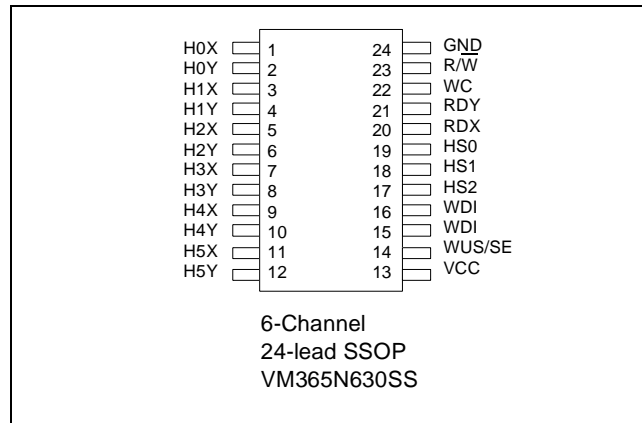 H0X 1 24 GND
H0Y 2 23 R/W̅
H1X 3 22 WC
H1Y 4 21 RDY
H2X 5 20 RDX
H2Y 6 19 HS0
H3X 7 18 HS1
H3Y 8 17 HS2
H4X 9 16 WDI
H4Y 10 15 WDI
H5X 11 14 WUS/SE
H5Y 12 13 VCC
6-Channel
24-lead SSOP
VM365N630SS